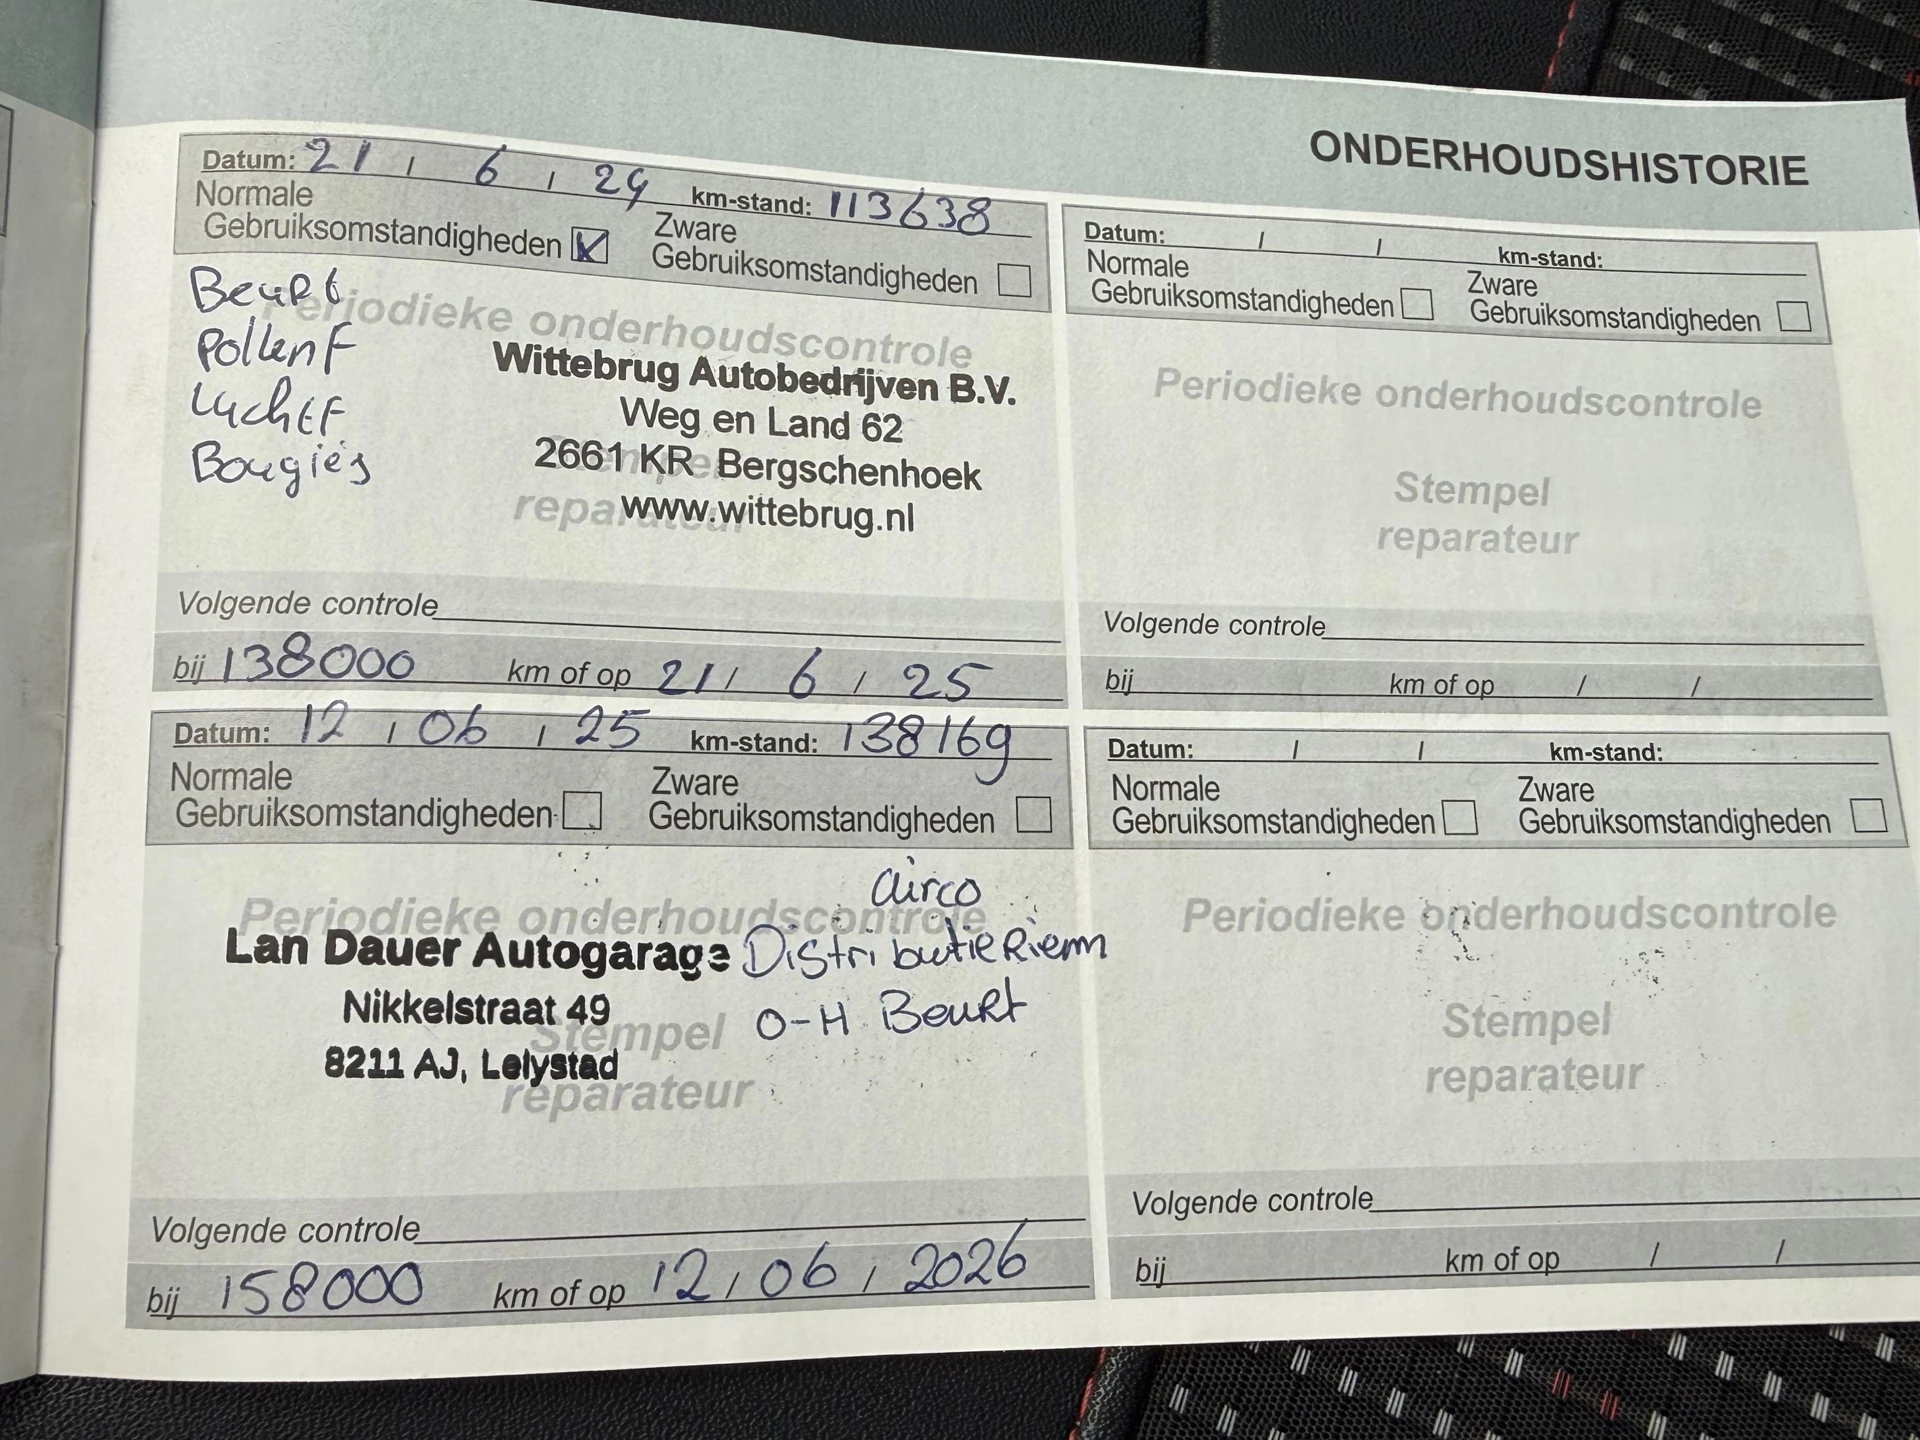 ONDERHOUDSHISTORIE
Datum: 21 / 6 / 24 km-stand: 113638
Normale
Gebruiksomstandigheden
Zware
Gebruiksomstandigheden
Beurt
PollenF
LuchtF
Bougiés
Periodieke onderhoudscontrole
Wittebrug Autobedrijven B.V.
Weg en Land 62
2661 KR Bergschenhoek
www.wittebrug.nl
reparateur
Volgende controle
bij 138000 km of op 21 / 6 / 25
Datum: / / km-stand:
Normale
Gebruiksomstandigheden
Zware
Gebruiksomstandigheden
Periodieke onderhoudscontrole
Stempel
reparateur
Volgende controle
bij km of op / /
Datum: 12 / 06 / 25 km-stand: 138169
Normale
Gebruiksomstandigheden
Zware
Gebruiksomstandigheden
airco
Periodieke onderhoudscontrole
Lan Dauer Autogarage DistributieRiem
Nikkelstraat 49
O-H Beurt
Stempel
8211 AJ, Lelystad
reparateur
Volgende controle
bij 158000 km of op 12 / 06 / 2026
Datum: / / km-stand:
Normale
Gebruiksomstandigheden
Zware
Gebruiksomstandigheden
Periodieke onderhoudscontrole
Stempel
reparateur
Volgende controle
bij km of op / /